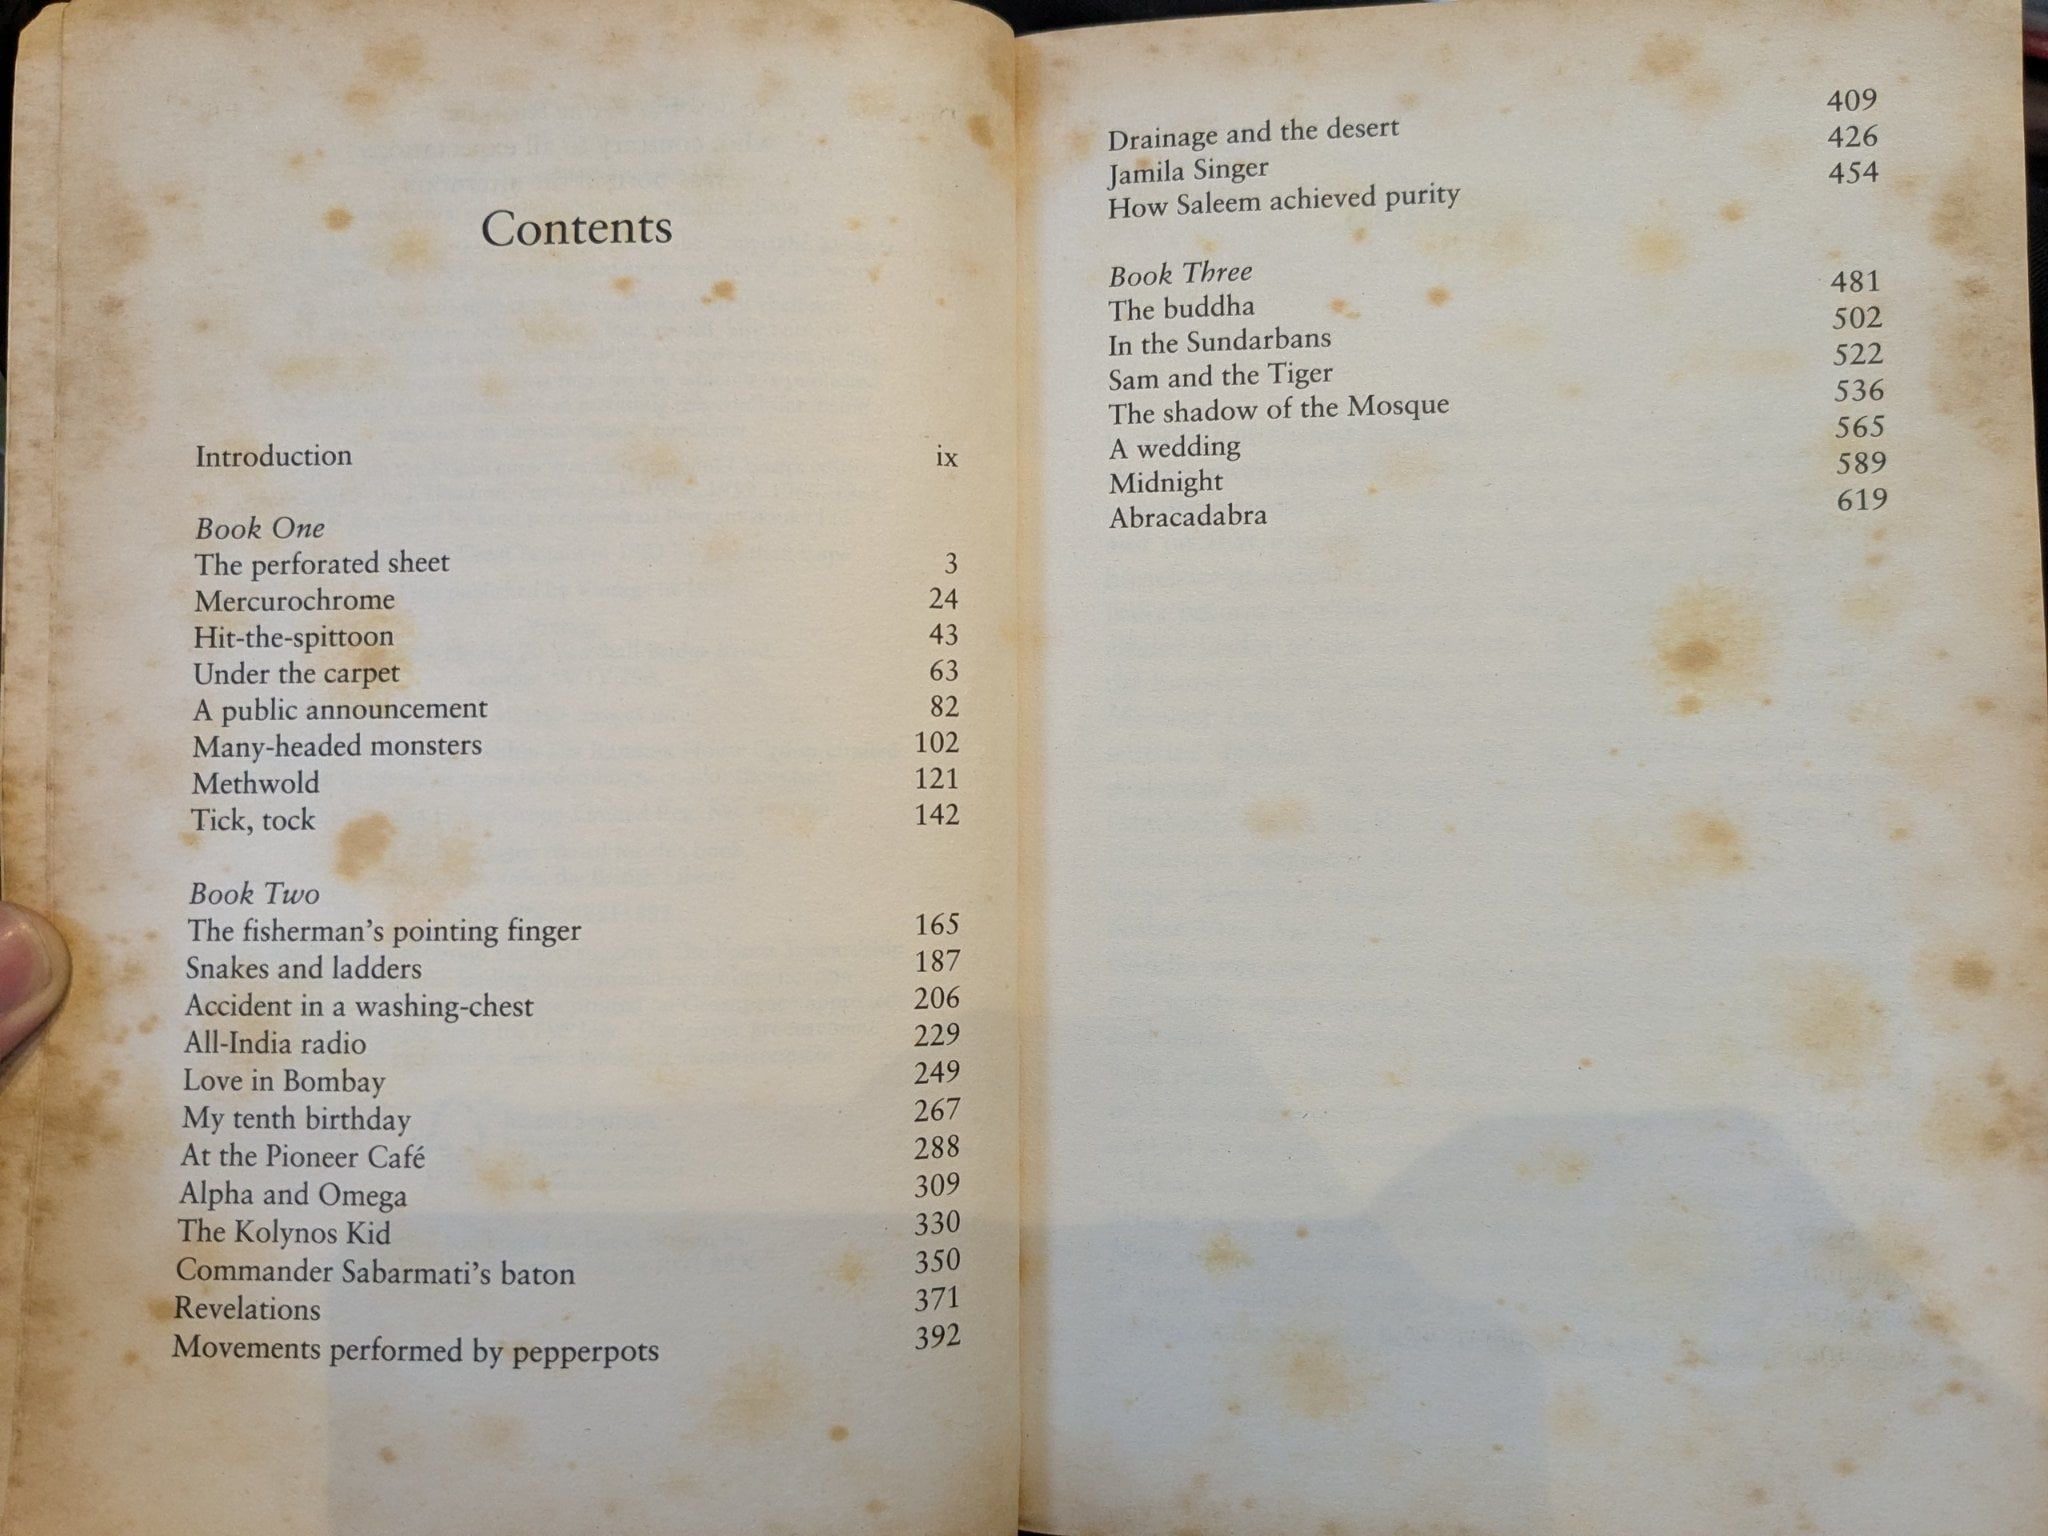 Contents
Introduction ix
Book One
The perforated sheet 3
Mercurochrome 24
Hit-the-spittoon 43
Under the carpet 63
A public announcement 82
Many-headed monsters 102
Methwold 121
Tick, tock 142
Book Two
The fisherman's pointing finger 165
Snakes and ladders 187
Accident in a washing-chest 206
All-India radio 229
Love in Bombay 249
My tenth birthday 267
At the Pioneer Café 288
Alpha and Omega 309
The Kolynos Kid 330
Commander Sabarmati's baton 350
Revelations 371
Movements performed by pepperpots 392
Drainage and the desert 409
Jamila Singer 426
How Saleem achieved purity 454
Book Three
The buddha 481
In the Sundarbans 502
Sam and the Tiger 522
The shadow of the Mosque 536
A wedding 565
Midnight 589
Abracadabra 619